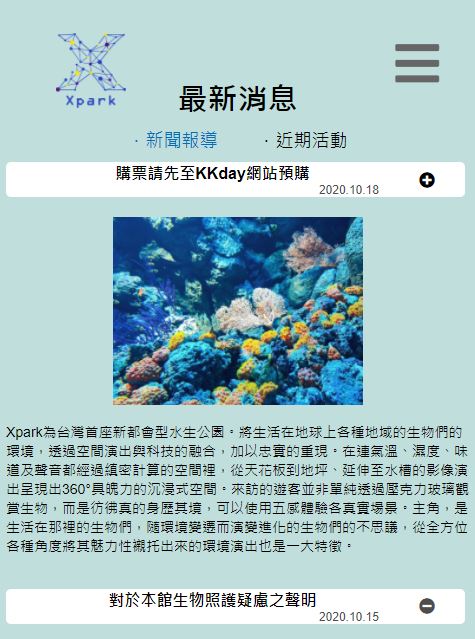 Xpark
最新消息
· 新聞報導
· 近期活動
購票請先至KKday網站預購
2020.10.18
Xpark為台灣首座新都會型水生公園。將生活在地球上各種地域的生物們的
環境，透過空間演出與科技的融合，加以忠實的重現。在連氣溫、濕度、味
道及聲音都經過縝密計算的空間裡，從天花板到地坪、延伸至水槽的影像演
出呈現出360°具魄力的沉浸式空間。來訪的遊客並非單純透過壓克力玻璃觀
賞生物，而是彷彿真的身歷其境，可以使用五感體驗各真實場景。主角，是
生活在那裡的生物們，隨環境變遷而演變進化的生物們的不思議，從全方位
各種角度將其魅力性襯托出來的環境演出也是一大特徵。
對於本館生物照護疑慮之聲明
2020.10.15